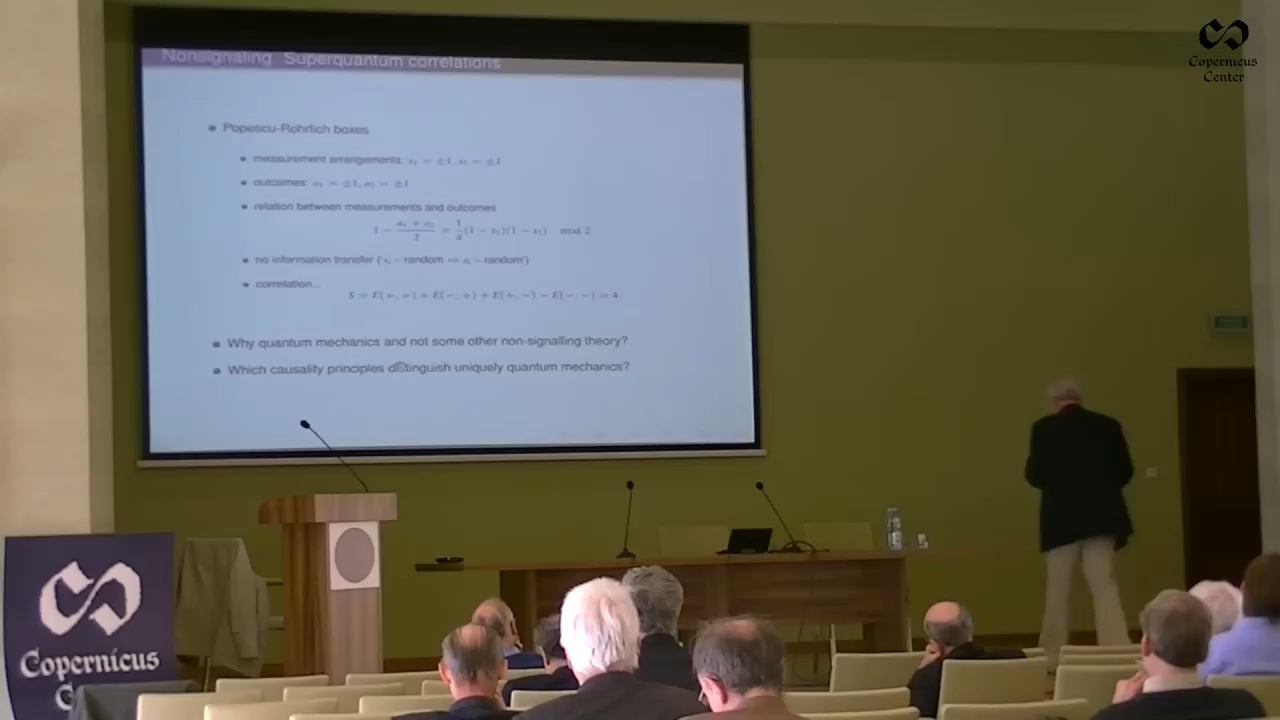 Nonsignaling Superquantum correlations
Copernicus
Center
Popescu-Rohrlich boxes
measurement arrangements: x₁ = ±1, x₂ = ±1
outcomes: a₁ = ±1, a₂ = ±1
relation between measurements and outcomes
1 − (a₁ + a₂)/2 = 1/4 (1 − x₁)(1 − x₂) mod 2
no information transfer ('xᵢ – random ⇒ aᵢ – random')
correlation...
S = E(+, +) + E(−, +) + E(+, −) − E(−, −) = 4
Why quantum mechanics and not some other non-signalling theory?
Which causality principles distinguish uniquely quantum mechanics?
Copernicus